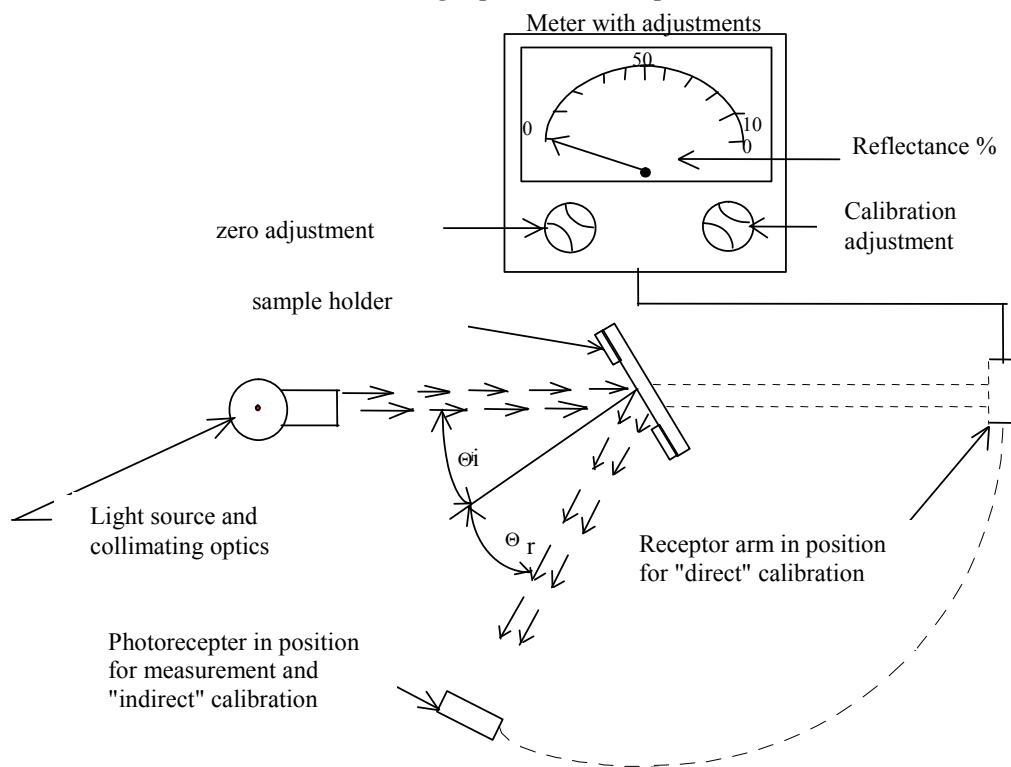 Meter with adjustments
50
0
10
0
Reflectance %
zero adjustment
Calibration
adjustment
sample holder
Θi
Θ r
Light source and
collimating optics
Receptor arm in position
for "direct" calibration
Photorecepter in position
for measurement and
"indirect" calibration